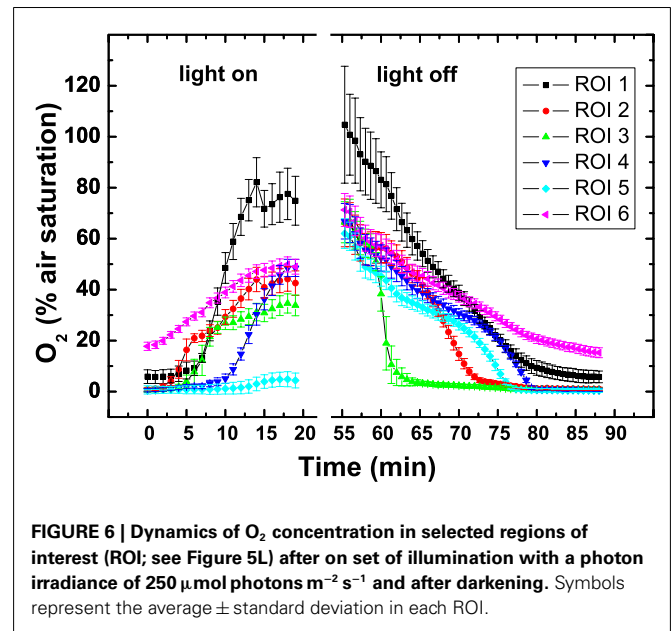 light on
light off
ROI 1
ROI 2
ROI 3
ROI 4
ROI 5
ROI 6
O₂ (% air saturation)
120
100
80
60
40
20
0
0 5 10 15 20 55 60 65 70 75 80 85 90
Time (min)
FIGURE 6 | Dynamics of O₂ concentration in selected regions of
interest (ROI; see Figure 5L) after on set of illumination with a photon
irradiance of 250 μmol photons m⁻² s⁻¹ and after darkening. Symbols
represent the average ± standard deviation in each ROI.